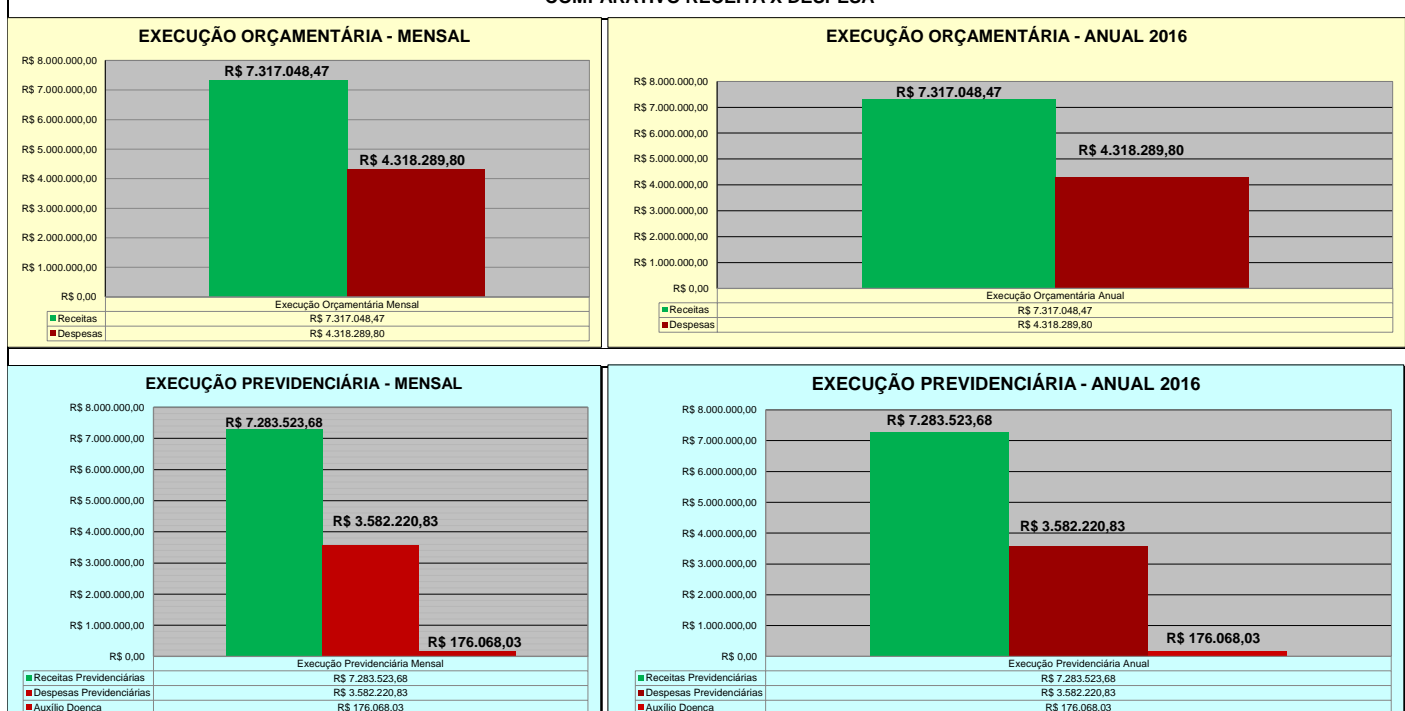 COMPARATIVO RECEITA X DESPESA
EXECUÇÃO ORÇAMENTÁRIA - MENSAL
R$ 8.000.000,00
R$ 7.000.000,00
R$ 6.000.000,00
R$ 5.000.000,00
R$ 4.000.000,00
R$ 3.000.000,00
R$ 2.000.000,00
R$ 1.000.000,00
R$ 0,00
R$ 7.317.048,47
R$ 4.318.289,80
Execução Orçamentária Mensal
Receitas R$ 7.317.048,47
Despesas R$ 4.318.289,80
EXECUÇÃO ORÇAMENTÁRIA - ANUAL 2016
R$ 8.000.000,00
R$ 7.000.000,00
R$ 6.000.000,00
R$ 5.000.000,00
R$ 4.000.000,00
R$ 3.000.000,00
R$ 2.000.000,00
R$ 1.000.000,00
R$ 0,00
R$ 7.317.048,47
R$ 4.318.289,80
Execução Orçamentária Anual
Receitas R$ 7.317.048,47
Despesas R$ 4.318.289,80
EXECUÇÃO PREVIDENCIÁRIA - MENSAL
R$ 8.000.000,00
R$ 7.000.000,00
R$ 6.000.000,00
R$ 5.000.000,00
R$ 4.000.000,00
R$ 3.000.000,00
R$ 2.000.000,00
R$ 1.000.000,00
R$ 0,00
R$ 7.283.523,68
R$ 3.582.220,83
R$ 176.068,03
Execução Previdenciária Mensal
Receitas Previdenciárias R$ 7.283.523,68
Despesas Previdenciárias R$ 3.582.220,83
Auxílio Doença R$ 176.068,03
EXECUÇÃO PREVIDENCIÁRIA - ANUAL 2016
R$ 8.000.000,00
R$ 7.000.000,00
R$ 6.000.000,00
R$ 5.000.000,00
R$ 4.000.000,00
R$ 3.000.000,00
R$ 2.000.000,00
R$ 1.000.000,00
R$ 0,00
R$ 7.283.523,68
R$ 3.582.220,83
R$ 176.068,03
Execução Previdenciária Anual
Receitas Previdenciárias R$ 7.283.523,68
Despesas Previdenciárias R$ 3.582.220,83
Auxílio Doença R$ 176.068,03